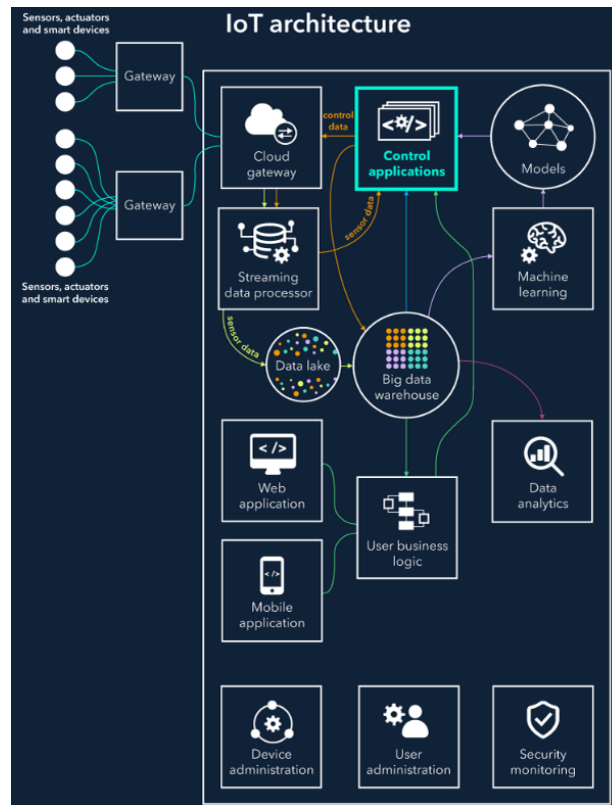 IoT architecture
Sensors, actuators
and smart devices
Gateway
Gateway
Sensors, actuators
and smart devices
Cloud
gateway
control
data
</>
Control
applications
Models
Streaming
data processor
sensor data
Machine
learning
sensor data
Data lake
Big data
warehouse
</>
Web
application
User business
logic
Data
analytics
</>
Mobile
application
Device
administration
User
administration
Security
monitoring